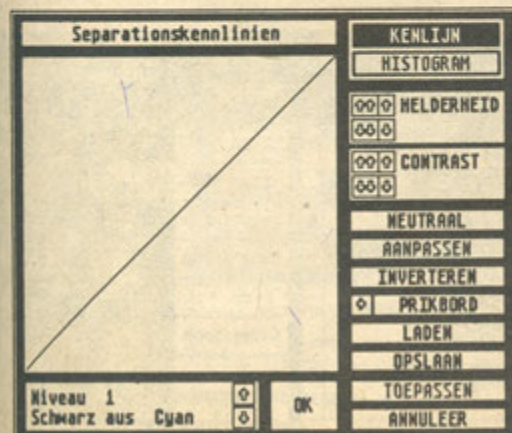 Separationskennlinien
KENLIJN
HISTOGRAM
HELDERHEID
CONTRAST
NEUTRAAL
AANPASSEN
INVERTEREN
PRIKBORD
LADEN
OPSLAAN
TOEPASSEN
ANNULEER
Niveau 1
Schwarz aus Cyan
OK